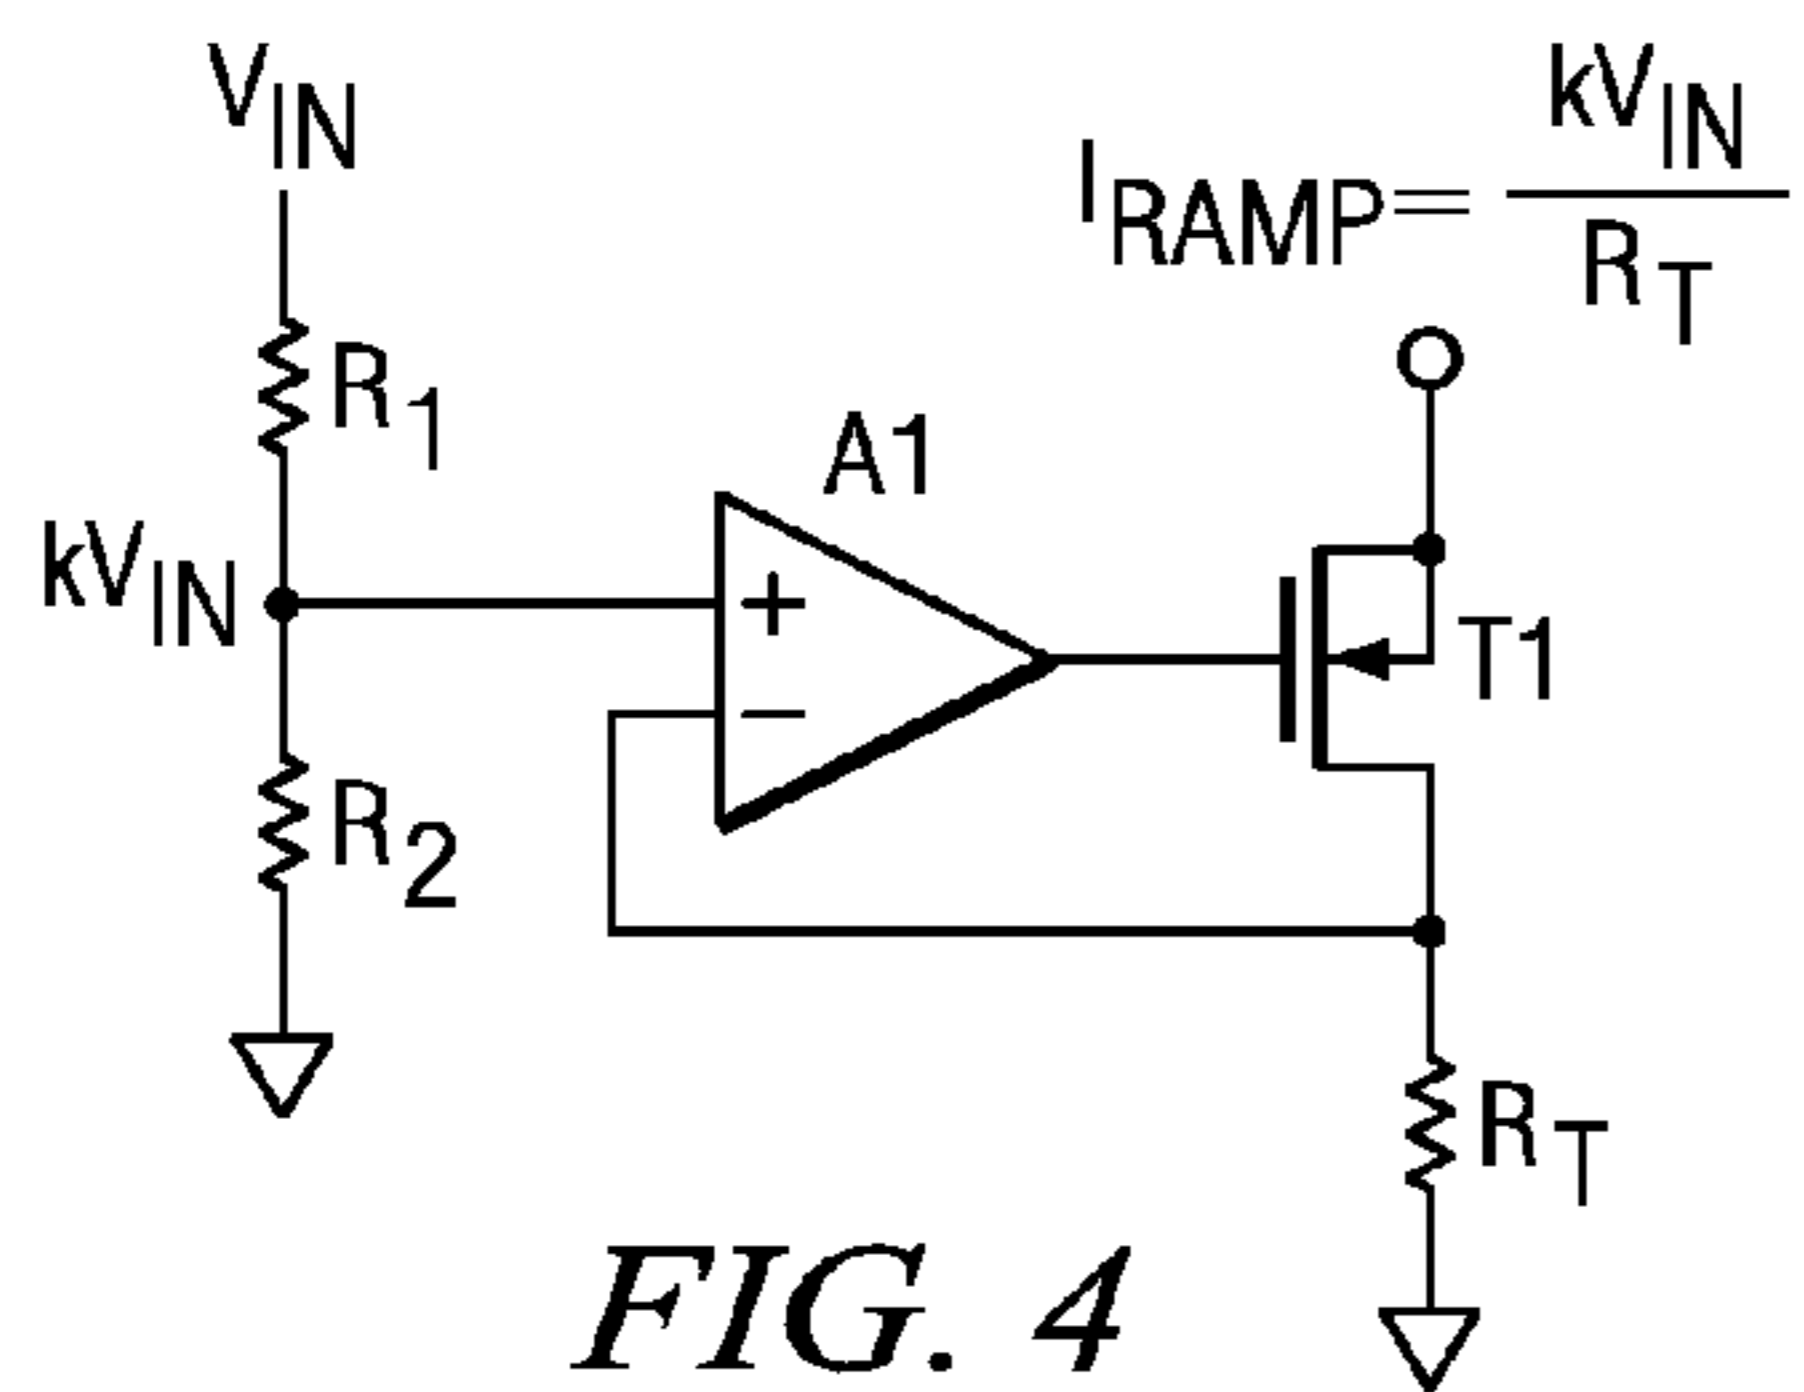 V_IN
I_RAMP = kV_IN / R_T
R_1
A1
kV_IN
+
T1
−
R_2
R_T
FIG. 4